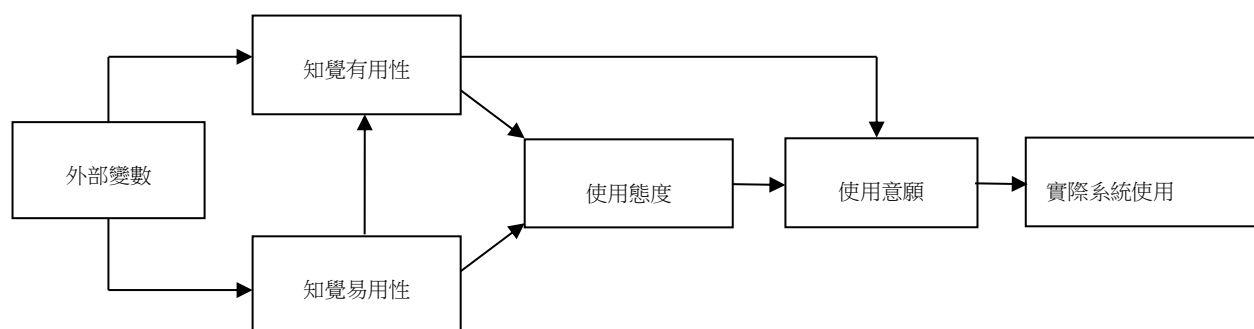 知覺有用性
外部變數
使用態度
使用意願
實際系統使用
知覺易用性